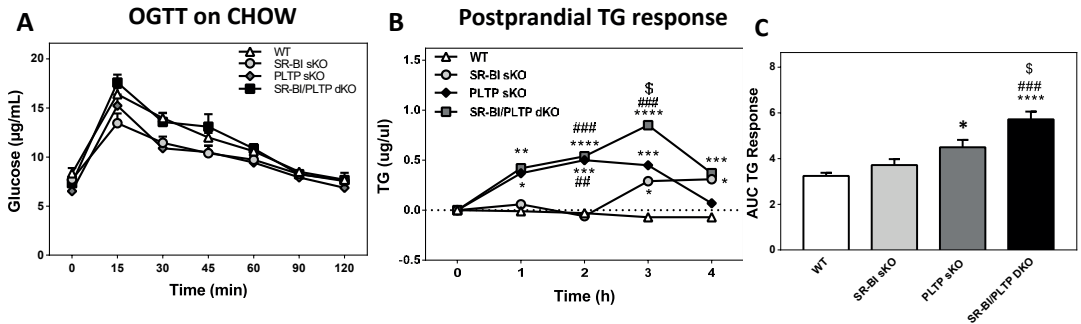 A
OGTT on CHOW
WT
SR-BI sKO
PLTP sKO
SR-BI/PLTP dKO
Glucose (µg/mL)
20
15
10
5
0
0 15 30 45 60 90 120
Time (min)
B
Postprandial TG response
WT
SR-BI sKO
PLTP sKO
SR-BI/PLTP dKO
TG (ug/ul)
1.5
1.0
0.5
0.0
-0.5
**
*
###
****
***
##
$
###
****
***
*
***
*
0 1 2 3 4
Time (h)
C
AUC TG Response
8
6
4
2
0
*
$
###
****
WT
SR-BI sKO
PLTP sKO
SR-BI/PLTP DKO